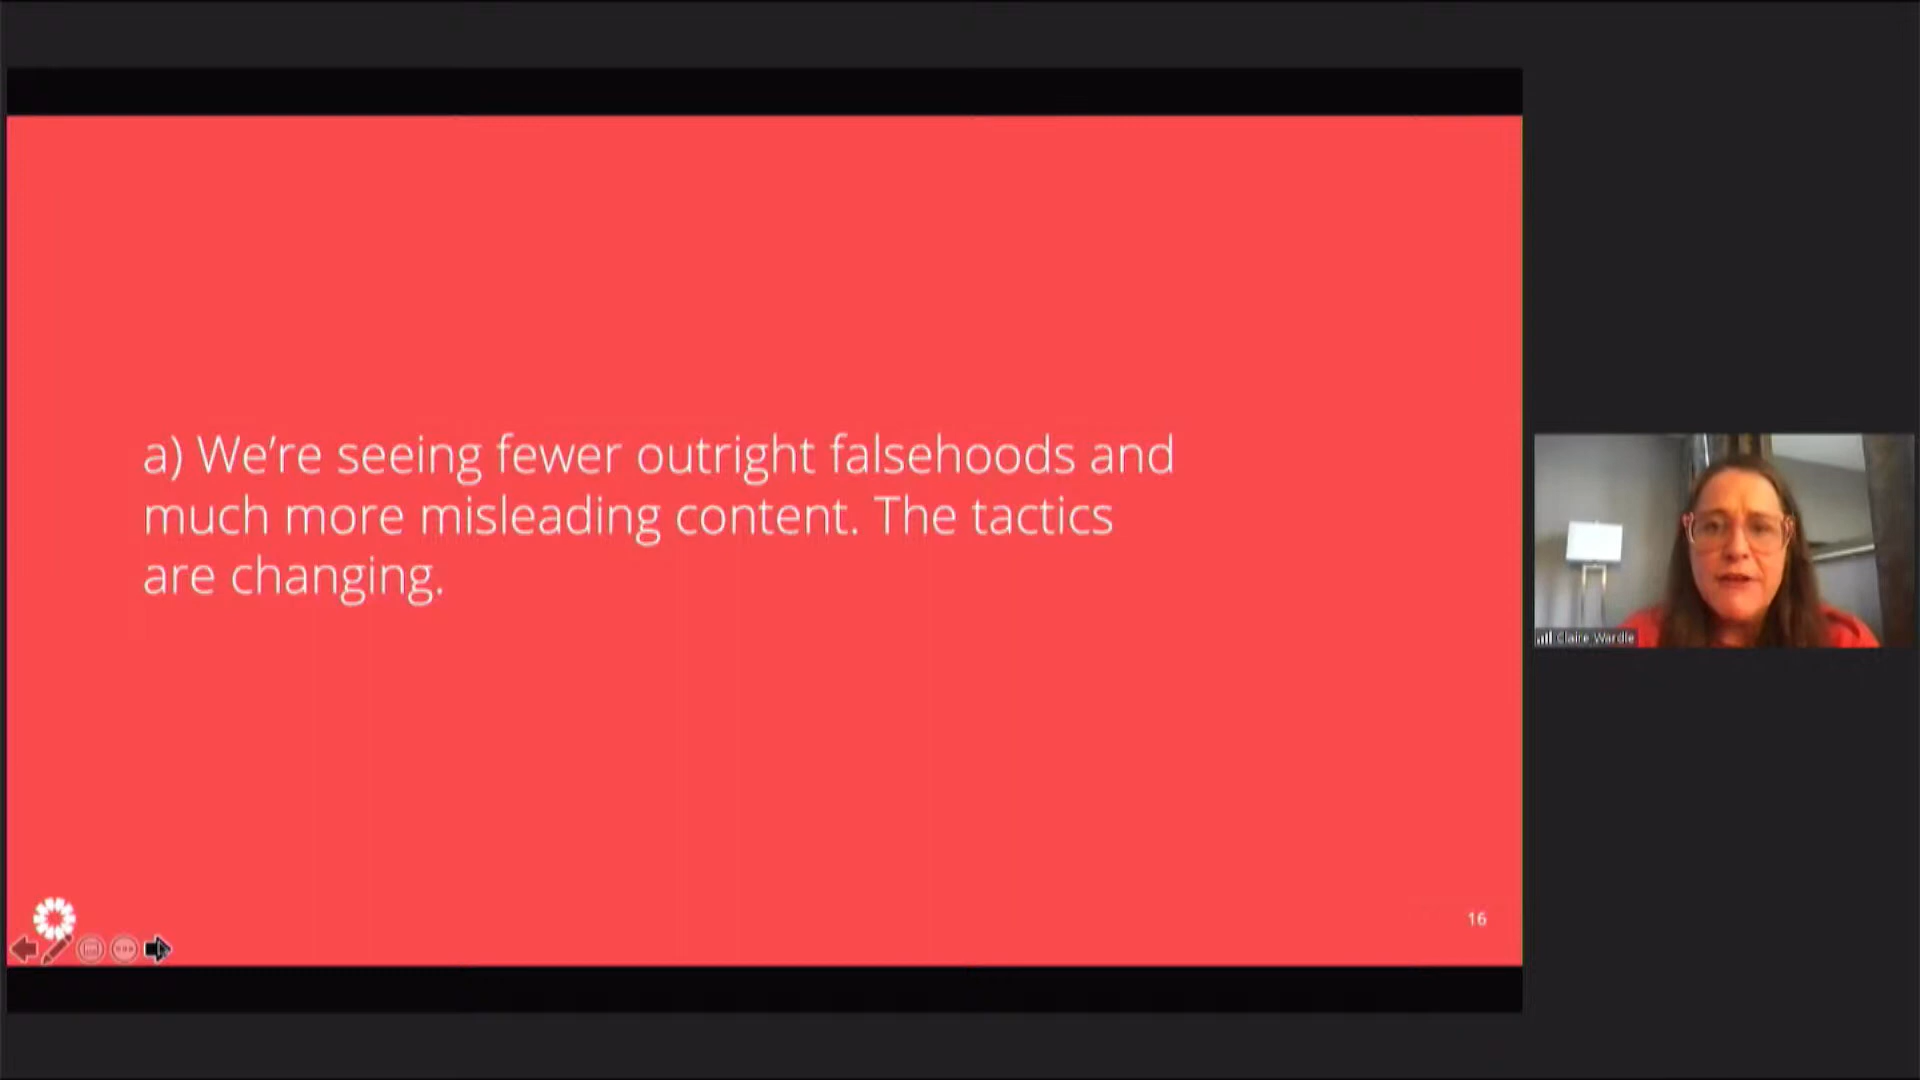 a) We’re seeing fewer outright falsehoods and
much more misleading content. The tactics
are changing.
16
Claire Wardle